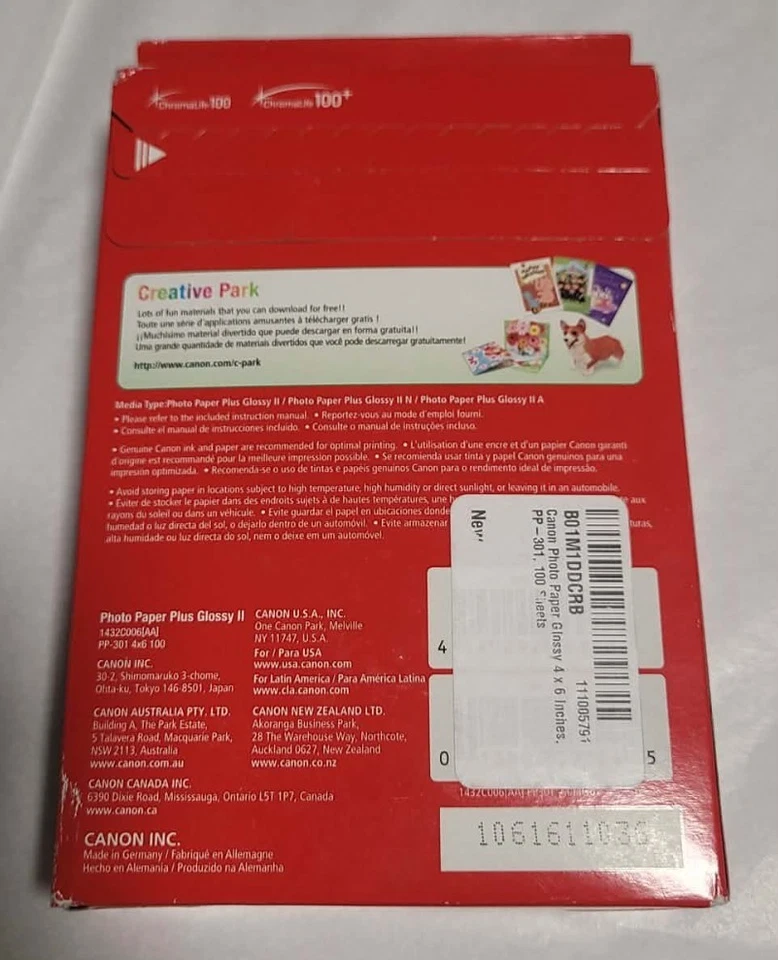 ChromaLife 100 ChromaLife 100+
Creative Park
Lots of fun materials that you can download for free!!
Toute une série d'applications amusantes à télécharger gratis !
¡¡Muchísimo material divertido que puede descargar en forma gratuita!!
Uma grande quantidade de materiais divertidos que você pode descarregar gratuitamente!
http://www.canon.com/c-park
Media Type:Photo Paper Plus Glossy II / Photo Paper Plus Glossy II N / Photo Paper Plus Glossy II A
• Please refer to the included instruction manual. • Reportez-vous au mode d'emploi fourni.
• Consulte el manual de instrucciones incluido. • Consulte o manual de instruções incluso.
• Genuine Canon ink and paper are recommended for optimal printing. • L'utilisation d'une encre et d'un papier Canon garanti
d'origine est recommandé pour la meilleure impression possible. • Se recomienda usar tinta y papel Canon genuinos para una
impresión optimizada. • Recomenda-se o uso de tintas e papéis genuínos Canon para o rendimento ideal de impressão.
• Avoid storing paper in locations subject to high temperature, high humidity or direct sunlight, or leaving it in an automobile.
• Éviter de stocker le papier dans des endroits sujets à de hautes températures, une h aux
rayons du soleil ou dans un véhicule. • Evite guardar el papel en ubicaciones donde
humedad o luz directa del sol, o dejarlo dentro de un automóvil. • Evite armazenar turas,
alta humidade ou luz directa do sol, nem o deixe em um automóvel.
New
B01M1DDCRB
Canon Photo Paper Glossy 4 x 6 Inches,
PP-301, 100 Sheets
111005791
4
0 5
Photo Paper Plus Glossy II
1432C006[AA]
PP-301 4x6 100
CANON INC.
30-2, Shimomaruko 3-chome,
Ohta-ku, Tokyo 146-8501, Japan
CANON U.S.A., INC.
One Canon Park, Melville
NY 11747, U.S.A.
For / Para USA
www.usa.canon.com
For Latin America / Para América Latina
www.cla.canon.com
CANON AUSTRALIA PTY. LTD.
Building A, The Park Estate,
5 Talavera Road, Macquarie Park,
NSW 2113, Australia
www.canon.com.au
CANON NEW ZEALAND LTD.
Akoranga Business Park,
28 The Warehouse Way, Northcote,
Auckland 0627, New Zealand
www.canon.co.nz
CANON CANADA INC.
6390 Dixie Road, Mississauga, Ontario L5T 1P7, Canada
www.canon.ca
CANON INC.
Made in Germany / Fabriqué en Allemagne
Hecho en Alemania / Produzido na Alemanha
1432C006[AA]
1061611036